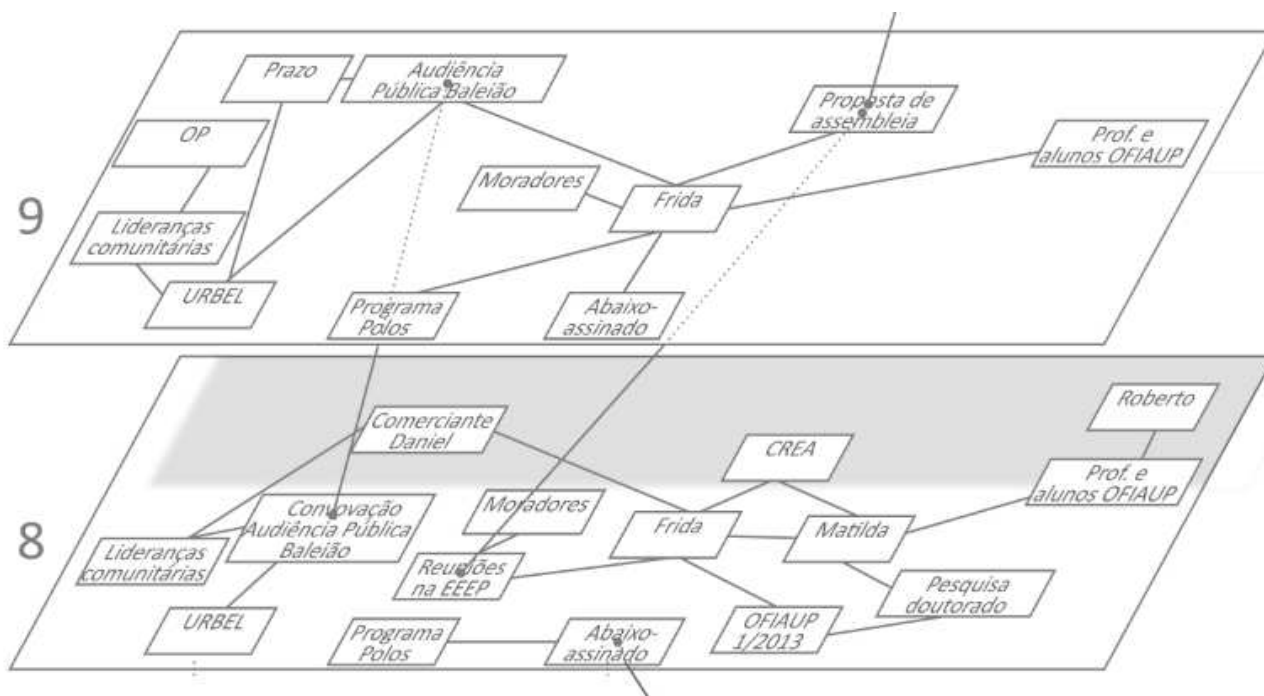 Prazo
Audiência
Pública Baleião
Proposta de
assembleia
OP
Prof. e
alunos OFIAUP
Moradores
Frida
9
Lideranças
comunitárias
URBEL
Programa
Polos
Abaixo-
assinado
Comerciante
Daniel
Roberto
CREA
Prof. e
alunos OFIAUP
Convovação
Audiência Pública
Baleião
Moradores
Frida
Matilda
8
Lideranças
comunitárias
Reuniões
na EEEP
Pesquisa
doutorado
URBEL
Programa
Polos
Abaixo-
assinado
OFIAUP
1/2013